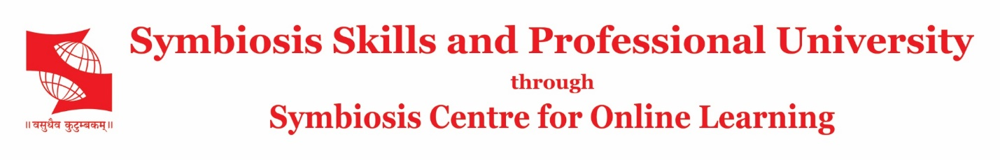 Symbiosis Skills and Professional University
through
Symbiosis Centre for Online Learning
॥वसुधैव कुटुम्बकम्॥